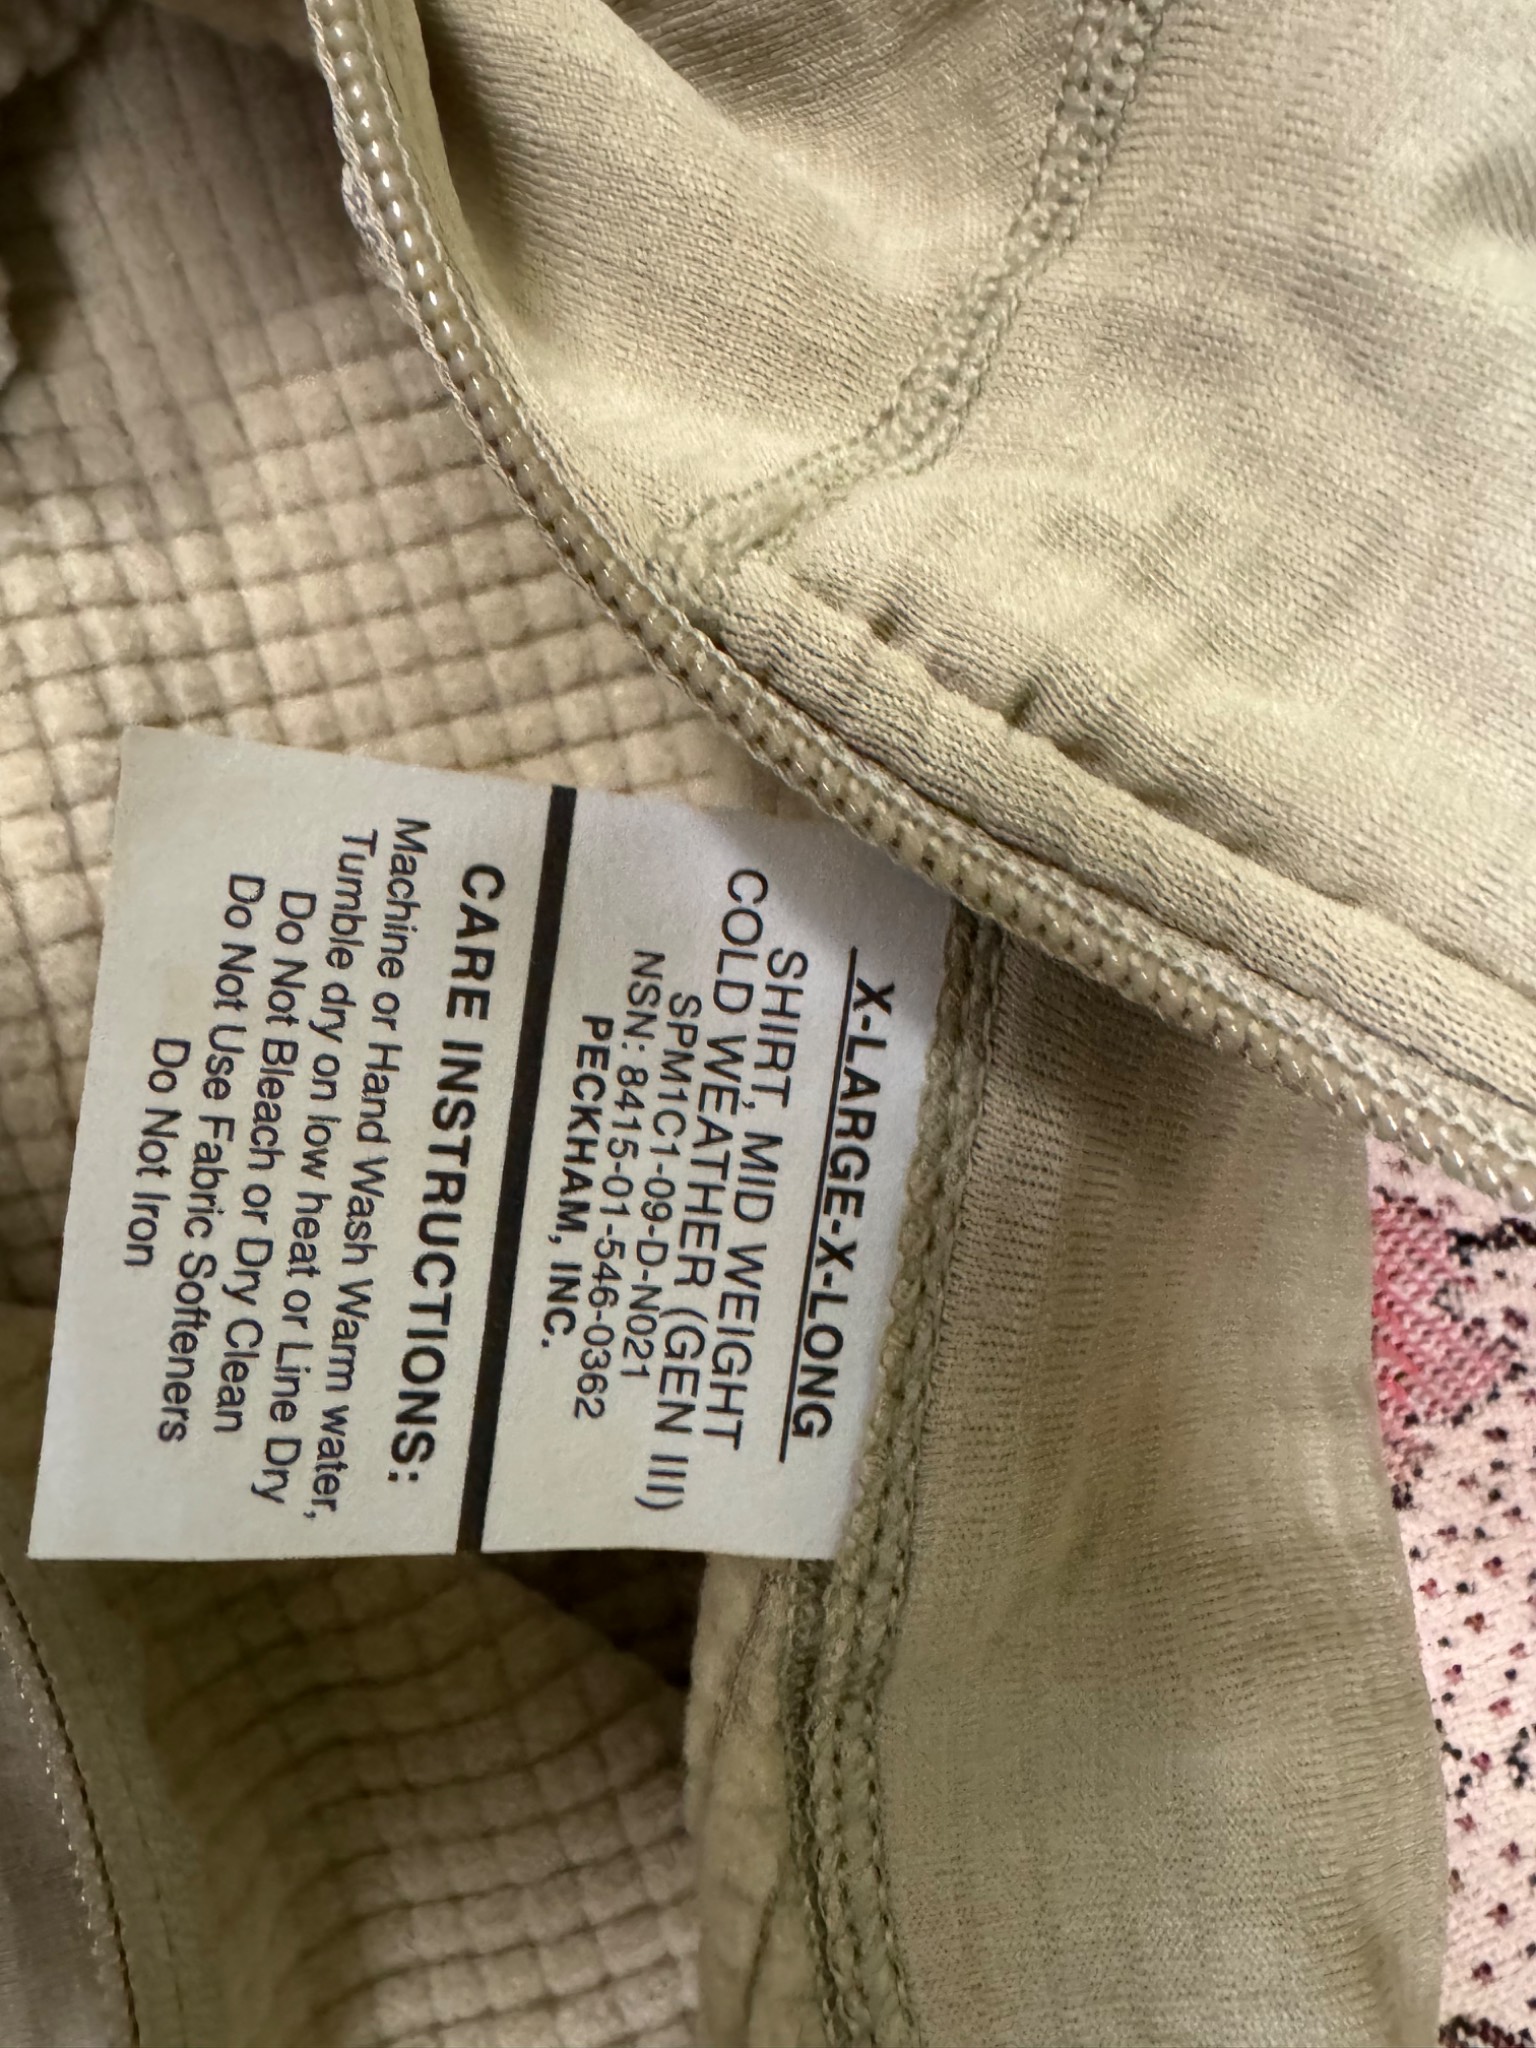 X-LARGE-X-LONG
SHIRT, MID WEIGHT
COLD WEATHER (GEN III)
SPM1C1-09-D-N021
NSN: 8415-01-546-0362
PECKHAM, INC.
CARE INSTRUCTIONS:
Machine or Hand Wash Warm water,
Tumble dry on low heat or Line Dry
Do Not Bleach or Dry Clean
Do Not Use Fabric Softeners
Do Not Iron